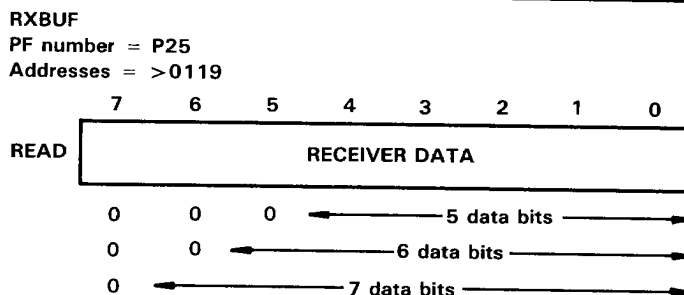 RXBUF
PF number = P25
Addresses = >0119
7 6 5 4 3 2 1 0
READ RECEIVER DATA
0 0 0 5 data bits
0 0 6 data bits
0 7 data bits